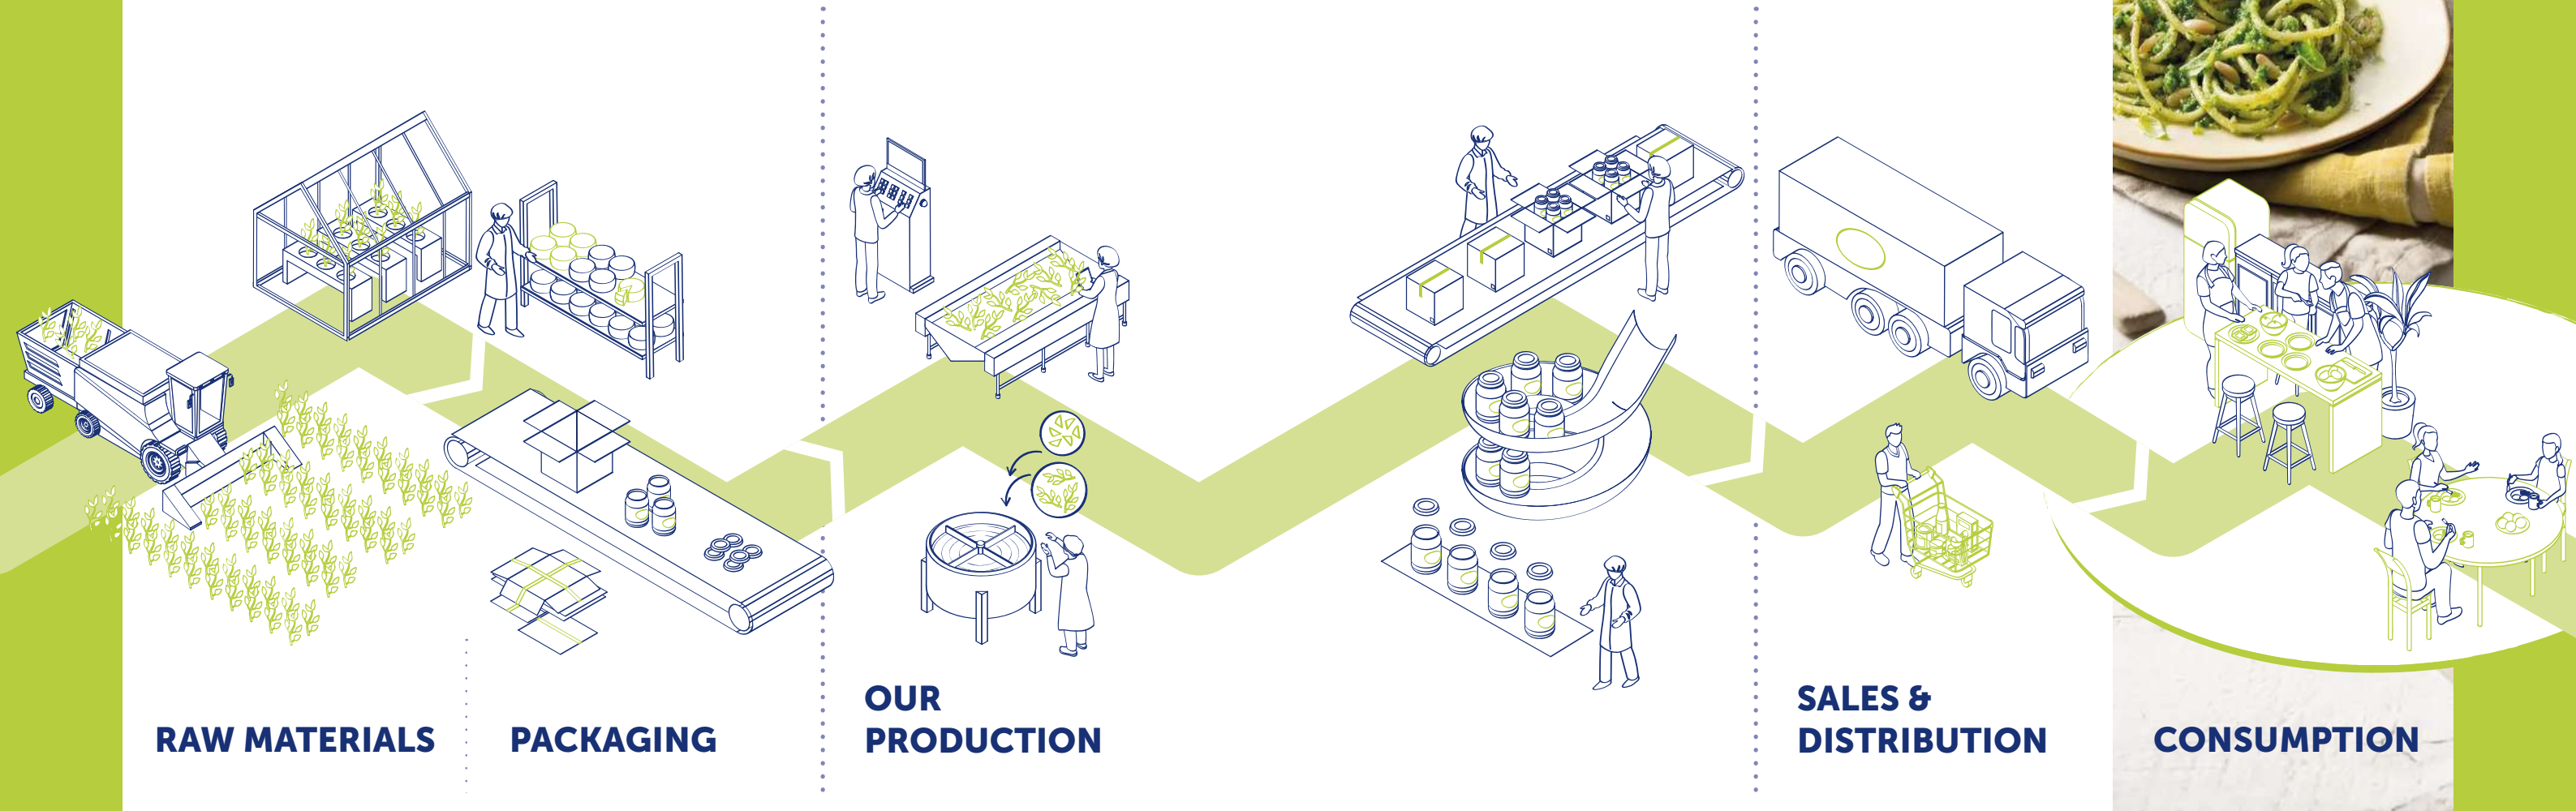 RAW MATERIALS
PACKAGING
OUR
PRODUCTION
SALES &
DISTRIBUTION
CONSUMPTION